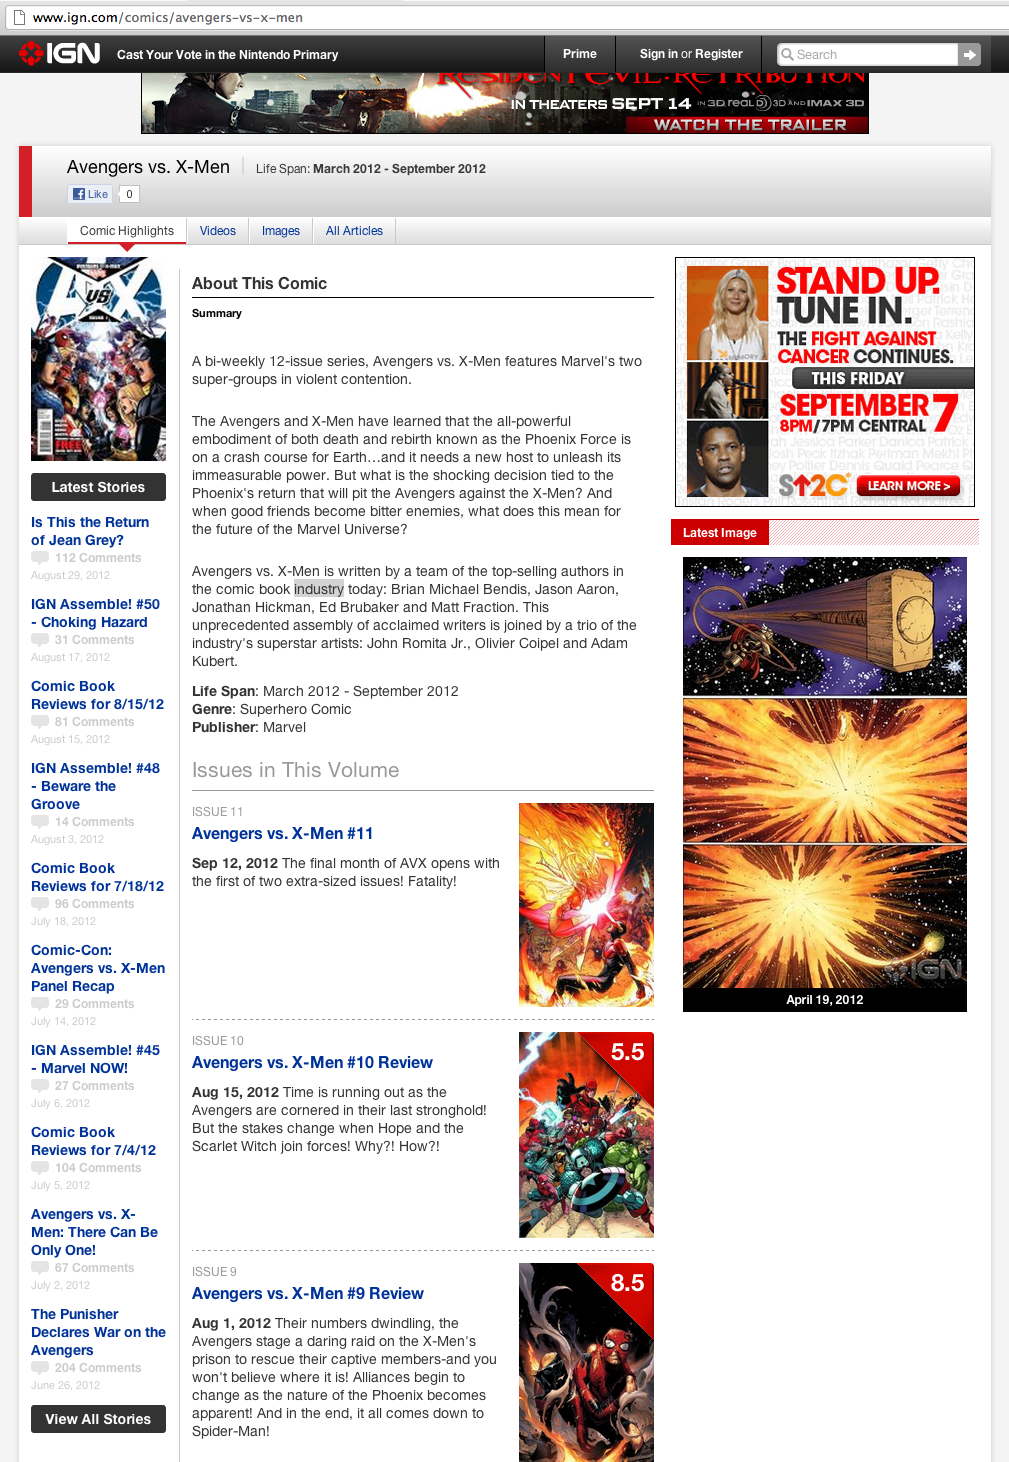 www.ign.com/comics/avengers-vs-x-men
IGN
Cast Your Vote in the Nintendo Primary
Prime
Sign in or Register
Search
RESIDENT EVIL: RETRIBUTION
IN THEATERS SEPT 14 IN 3D, REAL D 3D AND IMAX 3D
WATCH THE TRAILER
Avengers vs. X-Men
Life Span: March 2012 - September 2012
Like 0
Comic Highlights
Videos
Images
All Articles
AVENGERS VS X-MEN
A VS X
FREE
Latest Stories
Is This the Return
of Jean Grey?
112 Comments
August 29, 2012
IGN Assemble! #50
- Choking Hazard
31 Comments
August 17, 2012
Comic Book
Reviews for 8/15/12
81 Comments
August 15, 2012
IGN Assemble! #48
- Beware the
Groove
14 Comments
August 3, 2012
Comic Book
Reviews for 7/18/12
96 Comments
July 18, 2012
Comic-Con:
Avengers vs. X-Men
Panel Recap
29 Comments
July 14, 2012
IGN Assemble! #45
- Marvel NOW!
27 Comments
July 6, 2012
Comic Book
Reviews for 7/4/12
104 Comments
July 5, 2012
Avengers vs. X-
Men: There Can Be
Only One!
67 Comments
July 2, 2012
The Punisher
Declares War on the
Avengers
204 Comments
June 26, 2012
View All Stories
About This Comic
Summary
A bi-weekly 12-issue series, Avengers vs. X-Men features Marvel's two
super-groups in violent contention.
The Avengers and X-Men have learned that the all-powerful
embodiment of both death and rebirth known as the Phoenix Force is
on a crash course for Earth...and it needs a new host to unleash its
immeasurable power. But what is the shocking decision tied to the
Phoenix's return that will pit the Avengers against the X-Men? And
when good friends become bitter enemies, what does this mean for
the future of the Marvel Universe?
Avengers vs. X-Men is written by a team of the top-selling authors in
the comic book industry today: Brian Michael Bendis, Jason Aaron,
Jonathan Hickman, Ed Brubaker and Matt Fraction. This
unprecedented assembly of acclaimed writers is joined by a trio of the
industry's superstar artists: John Romita Jr., Olivier Coipel and Adam
Kubert.
Life Span: March 2012 - September 2012
Genre: Superhero Comic
Publisher: Marvel
Issues in This Volume
ISSUE 11
Avengers vs. X-Men #11
Sep 12, 2012 The final month of AVX opens with
the first of two extra-sized issues! Fatality!
ISSUE 10
Avengers vs. X-Men #10 Review
Aug 15, 2012 Time is running out as the
Avengers are cornered in their last stronghold!
But the stakes change when Hope and the
Scarlet Witch join forces! Why?! How?!
5.5
ISSUE 9
Avengers vs. X-Men #9 Review
Aug 1, 2012 Their numbers dwindling, the
Avengers stage a daring raid on the X-Men's
prison to rescue their captive members-and you
won't believe where it is! Alliances begin to
change as the nature of the Phoenix becomes
apparent! And in the end, it all comes down to
Spider-Man!
8.5
STAND UP.
TUNE IN.
THE FIGHT AGAINST
CANCER CONTINUES.
THIS FRIDAY
SEPTEMBER 7
8PM/7PM CENTRAL
SU2C
LEARN MORE >
Latest Image
IGN
April 19, 2012